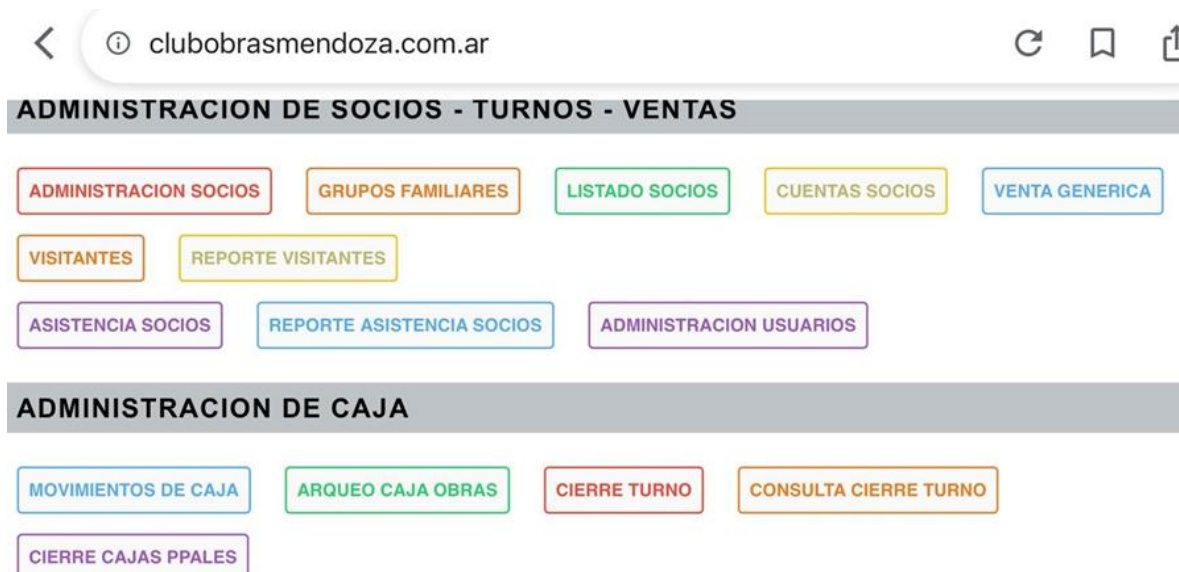 clubobrasmendoza.com.ar
ADMINISTRACION DE SOCIOS - TURNOS - VENTAS
ADMINISTRACION SOCIOS GRUPOS FAMILIARES LISTADO SOCIOS CUENTAS SOCIOS VENTA GENERICA
VISITANTES REPORTE VISITANTES
ASISTENCIA SOCIOS REPORTE ASISTENCIA SOCIOS ADMINISTRACION USUARIOS
ADMINISTRACION DE CAJA
MOVIMIENTOS DE CAJA ARQUEO CAJA OBRAS CIERRE TURNO CONSULTA CIERRE TURNO
CIERRE CAJAS PPALES